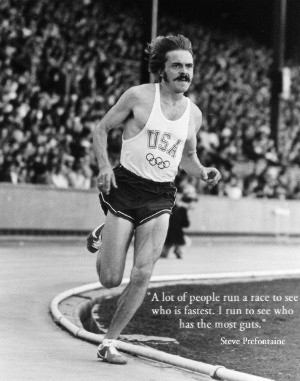 USA
"A lot of people run a race to see
who is fastest. I run to see who
has the most guts."
Steve Prefontaine